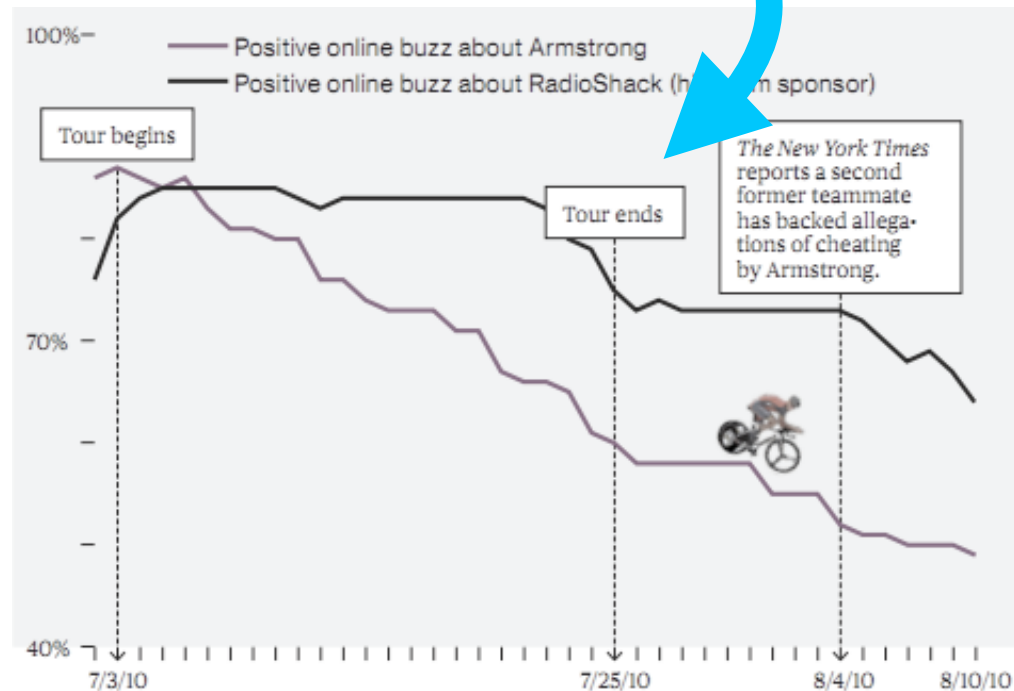 100%
Positive online buzz about Armstrong
Positive online buzz about RadioShack (h m sponsor)
Tour begins
The New York Times
reports a second
former teammate
has backed allega-
tions of cheating
by Armstrong.
Tour ends
70%
40%
7/3/10
7/25/10
8/4/10
8/10/10